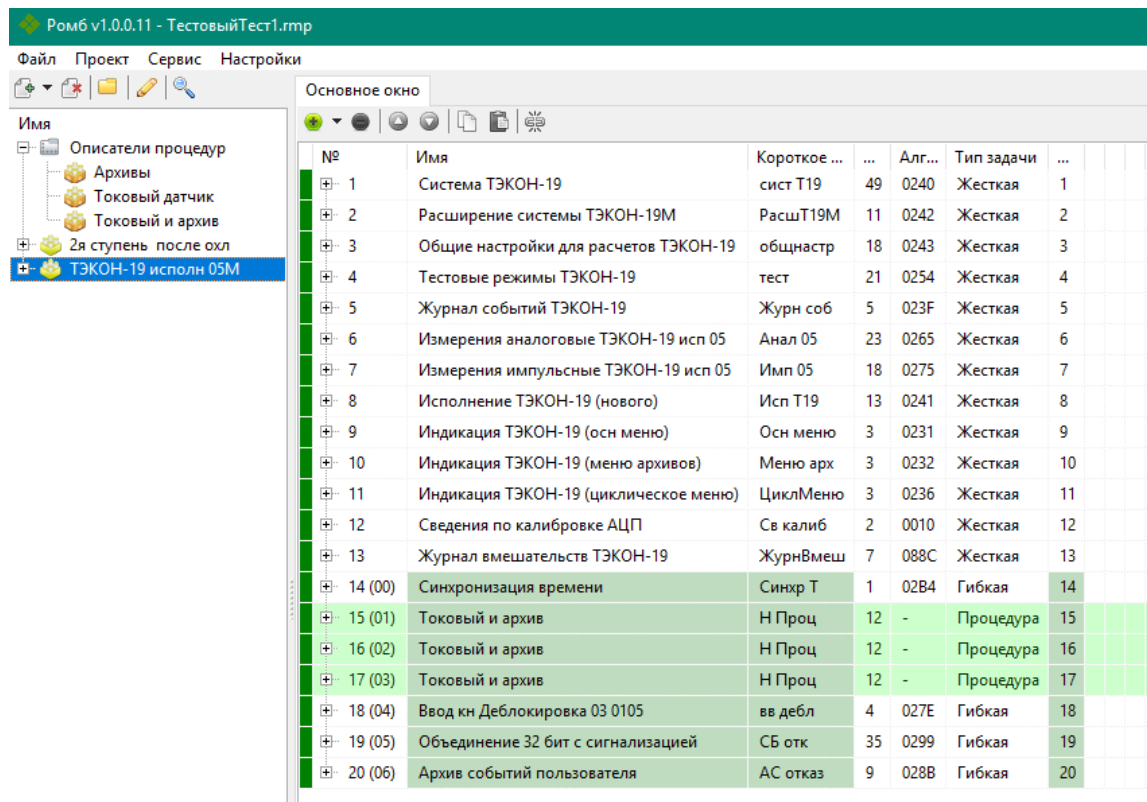 Ромб v1.0.0.11 - ТестовыйТест1.rmp
Файл Проект Сервис Настройки
Основное окно
Имя
Описатели процедур
Архивы
Токовый датчик
Токовый и архив
2я ступень после охл
ТЭКОН-19 исполн 05М
№ Имя Короткое ... ... Алг... Тип задачи ...
1 Система ТЭКОН-19 сист Т19 49 0240 Жесткая 1
2 Расширение системы ТЭКОН-19М РасшТ19М 11 0242 Жесткая 2
3 Общие настройки для расчетов ТЭКОН-19 общнастр 18 0243 Жесткая 3
4 Тестовые режимы ТЭКОН-19 тест 21 0254 Жесткая 4
5 Журнал событий ТЭКОН-19 Журн соб 5 023F Жесткая 5
6 Измерения аналоговые ТЭКОН-19 исп 05 Анал 05 23 0265 Жесткая 6
7 Измерения импульсные ТЭКОН-19 исп 05 Имп 05 18 0275 Жесткая 7
8 Исполнение ТЭКОН-19 (нового) Исп Т19 13 0241 Жесткая 8
9 Индикация ТЭКОН-19 (осн меню) Осн меню 3 0231 Жесткая 9
10 Индикация ТЭКОН-19 (меню архивов) Меню арх 3 0232 Жесткая 10
11 Индикация ТЭКОН-19 (циклическое меню) ЦиклМеню 3 0236 Жесткая 11
12 Сведения по калибровке АЦП Св калиб 2 0010 Жесткая 12
13 Журнал вмешательств ТЭКОН-19 ЖурнВмеш 7 088C Жесткая 13
14 (00) Синхронизация времени Синхр Т 1 02B4 Гибкая 14
15 (01) Токовый и архив Н Проц 12 - Процедура 15
16 (02) Токовый и архив Н Проц 12 - Процедура 16
17 (03) Токовый и архив Н Проц 12 - Процедура 17
18 (04) Ввод кн Деблокировка 03 0105 вв дебл 4 027E Гибкая 18
19 (05) Объединение 32 бит с сигнализацией СБ отк 35 0299 Гибкая 19
20 (06) Архив событий пользователя АС отказ 9 028B Гибкая 20